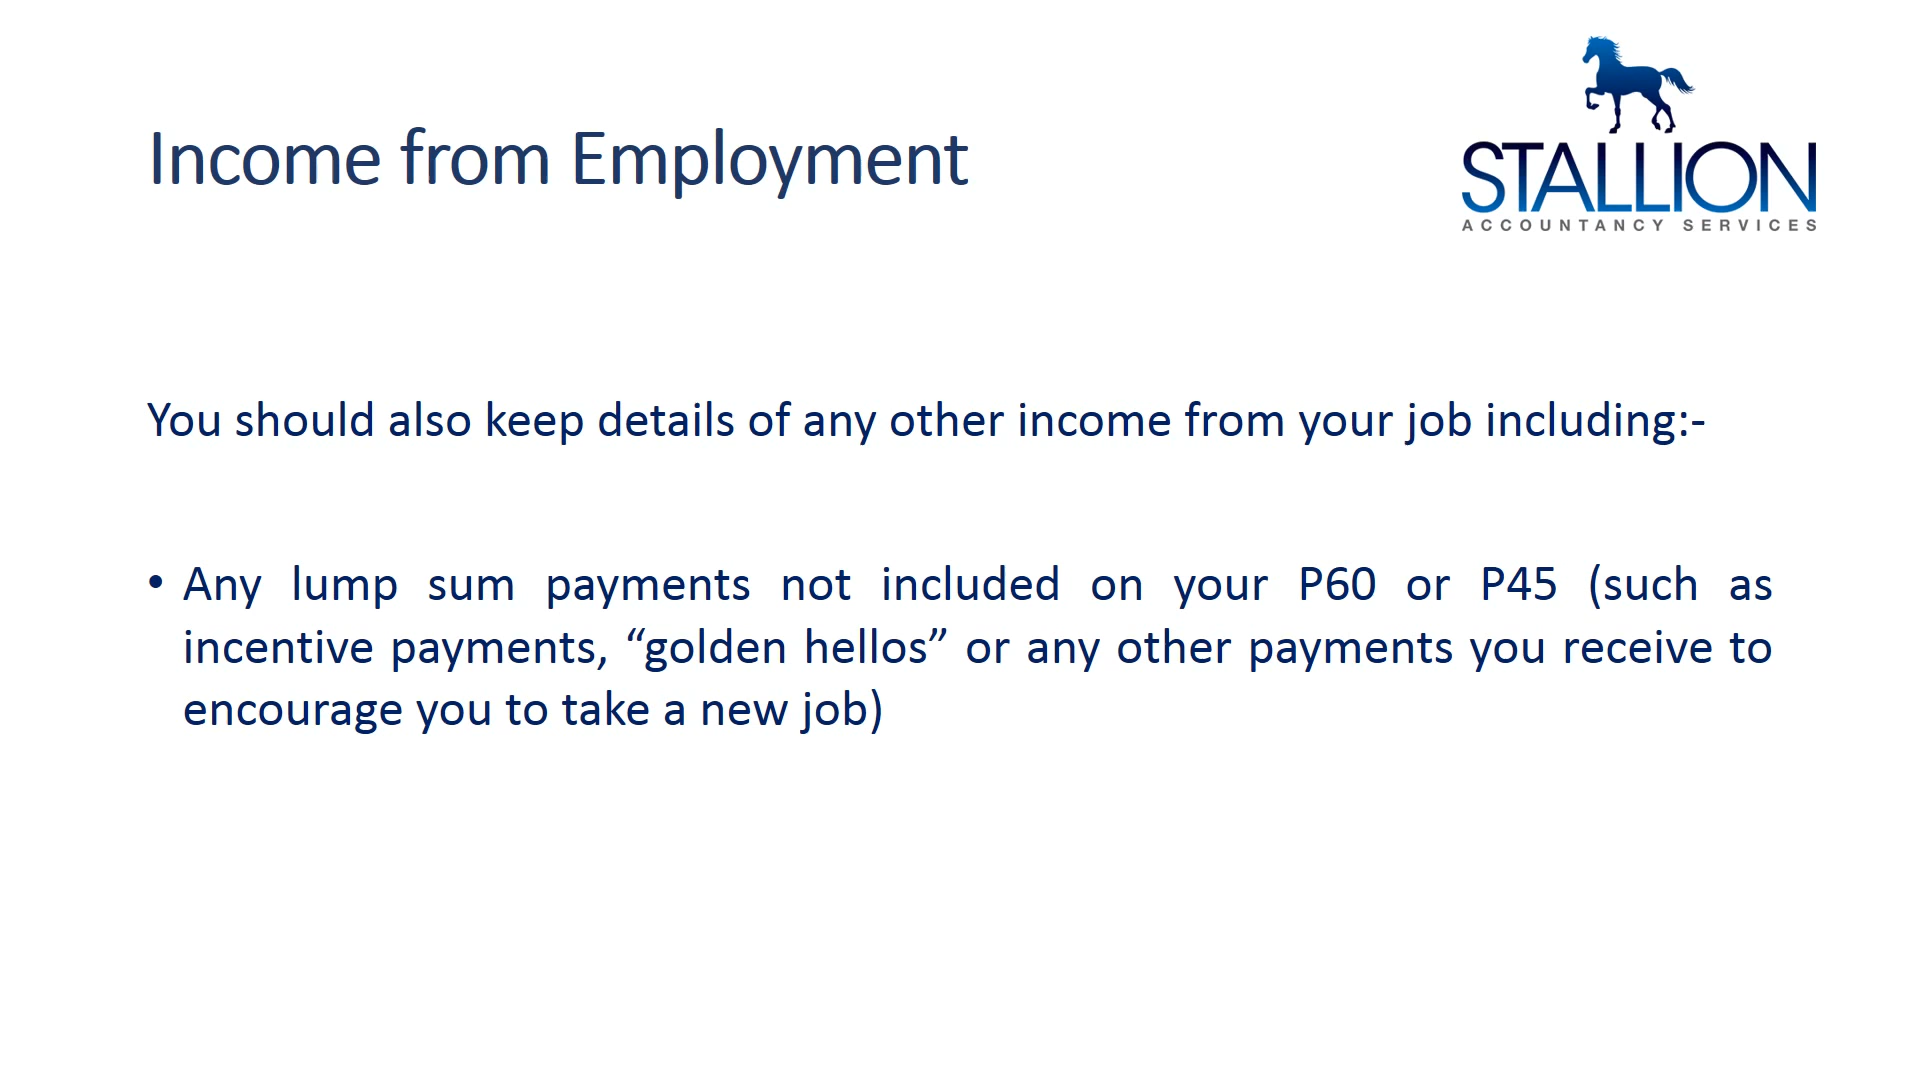 STALLION
ACCOUNTANCY SERVICES
Income from Employment
You should also keep details of any other income from your job including:-
• Any lump sum payments not included on your P60 or P45 (such as
incentive payments, “golden hellos” or any other payments you receive to
encourage you to take a new job)